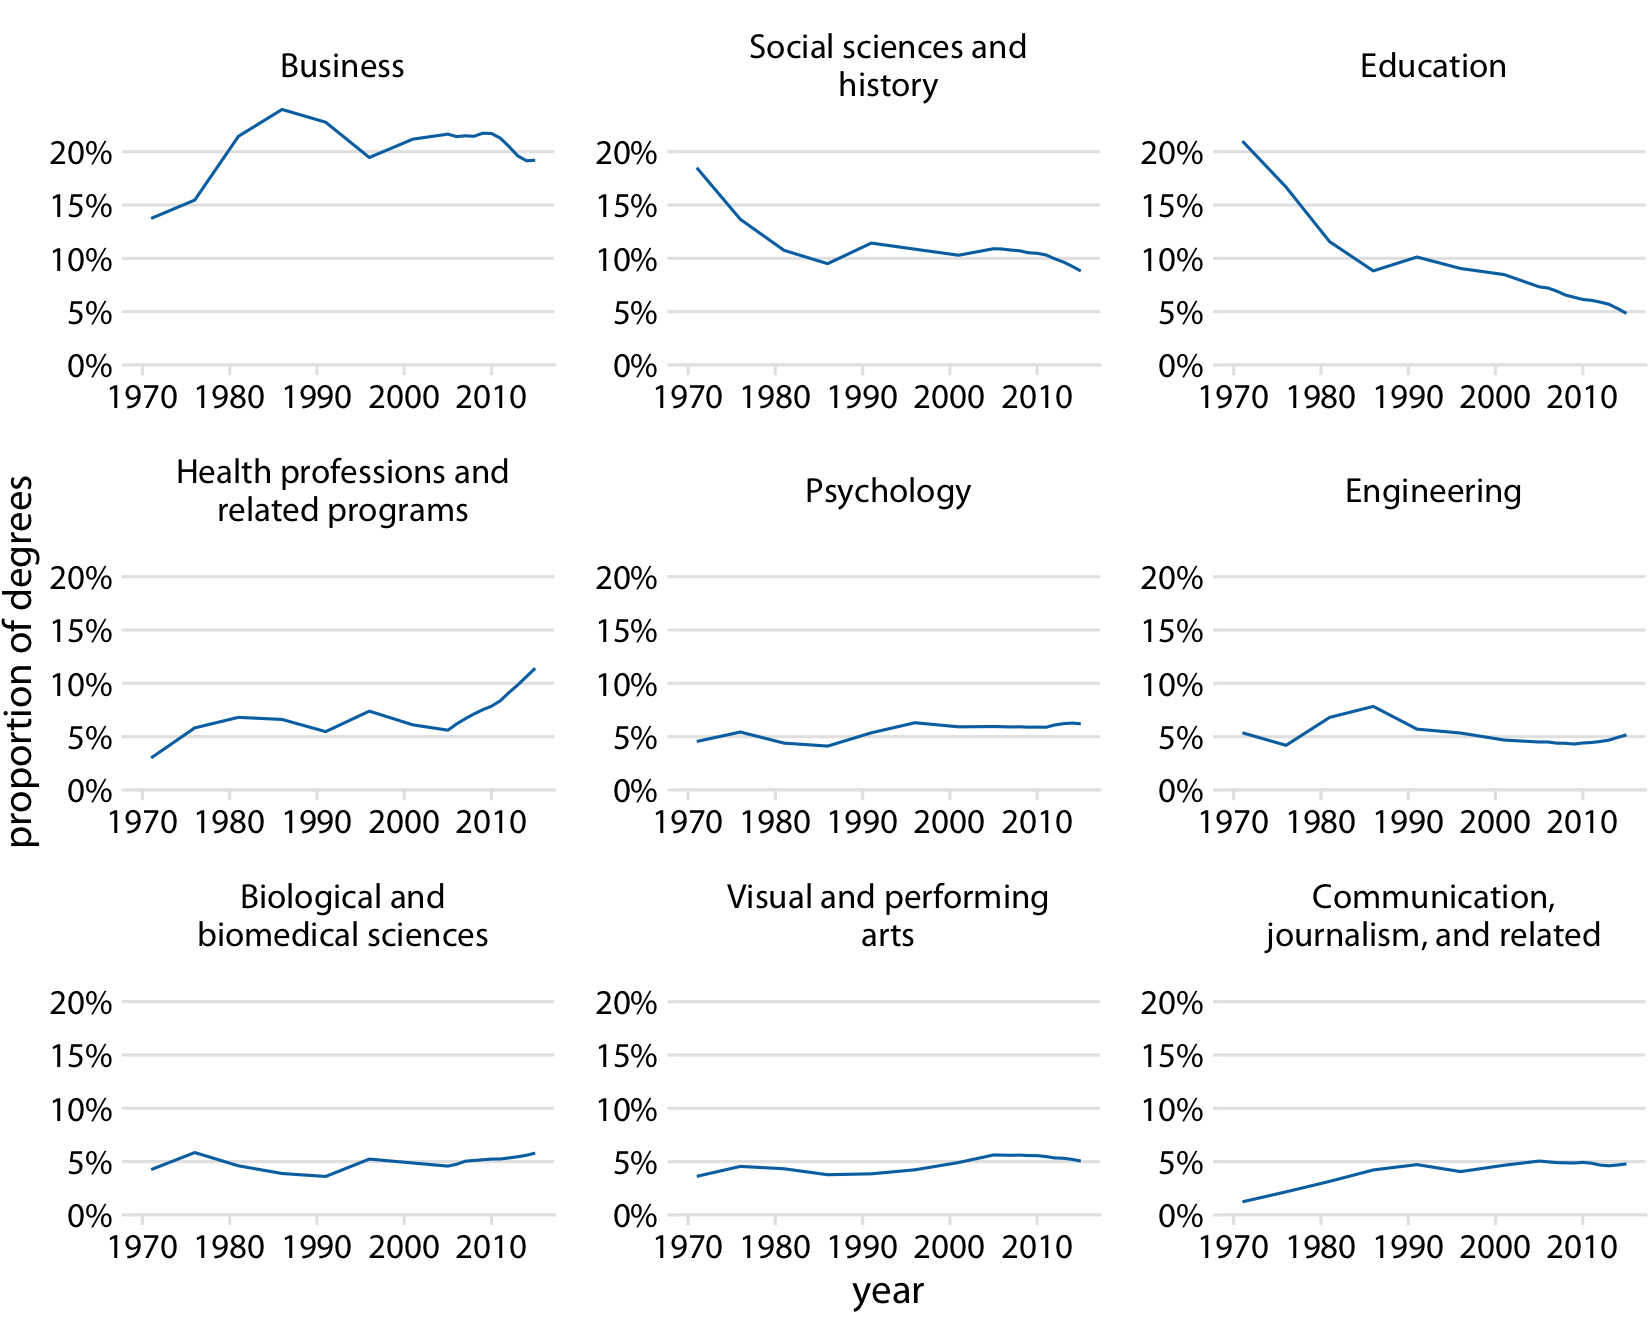 Business
20%
15%
10%
5%
0%
1970 1980 1990 2000 2010
Social sciences and
history
20%
15%
10%
5%
0%
1970 1980 1990 2000 2010
Education
20%
15%
10%
5%
0%
1970 1980 1990 2000 2010
proportion of degrees
Health professions and
related programs
20%
15%
10%
5%
0%
1970 1980 1990 2000 2010
Psychology
20%
15%
10%
5%
0%
1970 1980 1990 2000 2010
Engineering
20%
15%
10%
5%
0%
1970 1980 1990 2000 2010
Biological and
biomedical sciences
20%
15%
10%
5%
0%
1970 1980 1990 2000 2010
Visual and performing
arts
20%
15%
10%
5%
0%
1970 1980 1990 2000 2010
Communication,
journalism, and related
20%
15%
10%
5%
0%
1970 1980 1990 2000 2010
year